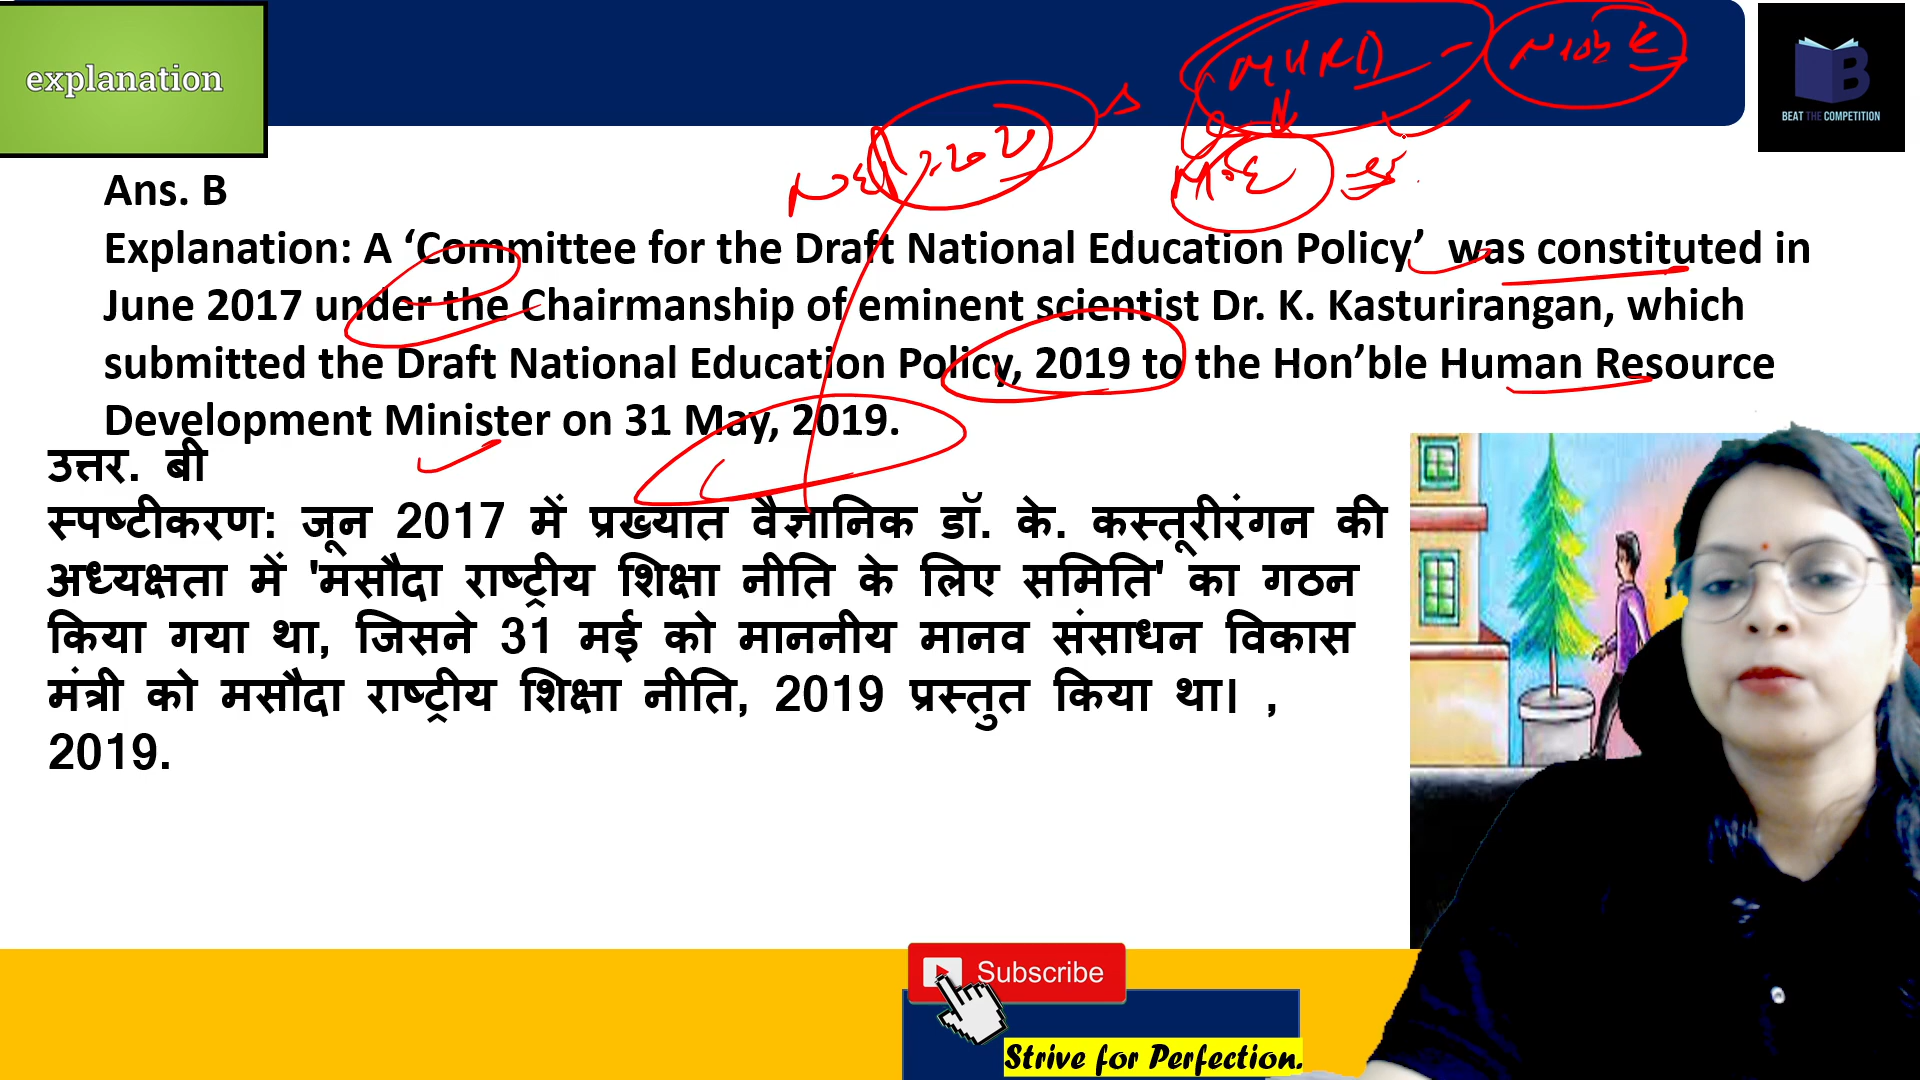 explanation
MHRD
BEAT THE COMPETITION
2020
M.E
Ans. B
Explanation: A ‘Committee for the Draft National Education Policy’ was constituted in
June 2017 under the Chairmanship of eminent scientist Dr. K. Kasturirangan, which
submitted the Draft National Education Policy, 2019 to the Hon’ble Human Resource
Development Minister on 31 May, 2019.
उत्तर. बी
स्पष्टीकरण: जून 2017 में प्रख्यात वैज्ञानिक डॉ. के. कस्तूरीरंगन की
अध्यक्षता में 'मसौदा राष्ट्रीय शिक्षा नीति के लिए समिति' का गठन
किया गया था, जिसने 31 मई को माननीय मानव संसाधन विकास
मंत्री को मसौदा राष्ट्रीय शिक्षा नीति, 2019 प्रस्तुत किया था। ,
2019.
Subscribe
Strive for Perfection.